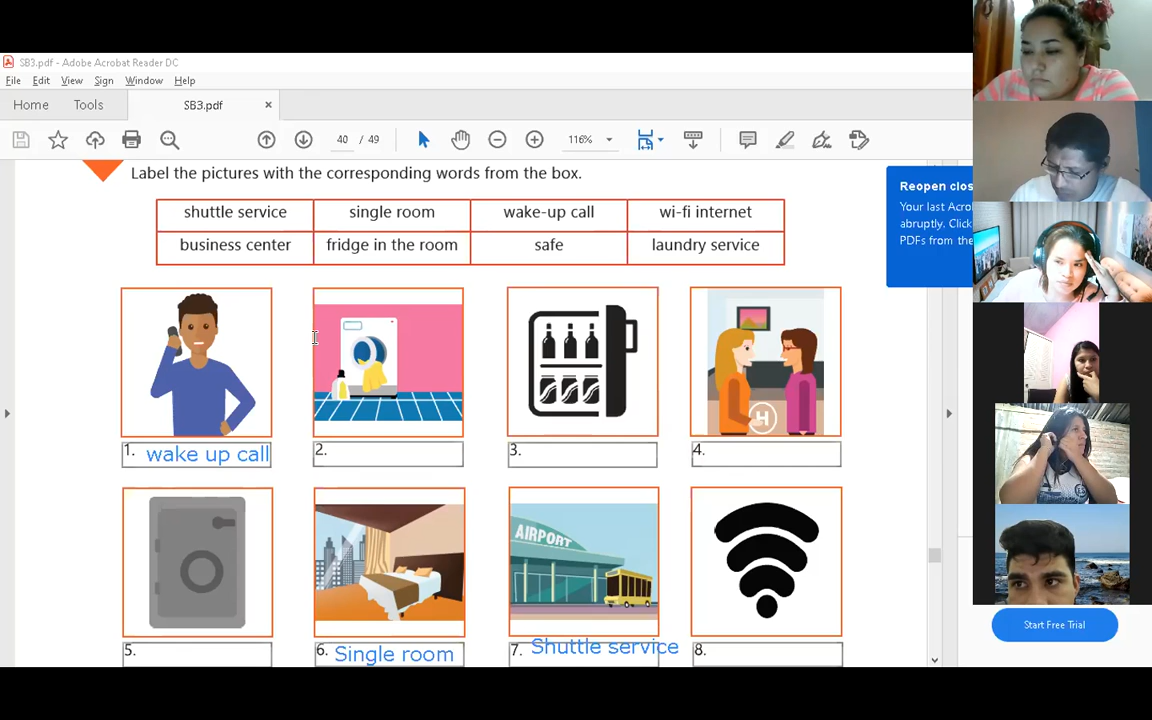 SB3.pdf - Adobe Acrobat Reader DC
File Edit View Sign Window Help
Home Tools SB3.pdf ×
40 / 49 116%
Label the pictures with the corresponding words from the box.
shuttle service single room wake-up call wi-fi internet
business center fridge in the room safe laundry service
Reopen clos
Your last Acro
abruptly. Click
PDFs from the
H
1. wake up call 2. 3. 4.
AIRPORT
5. 6. Single room 7. Shuttle service 8.
Start Free Trial